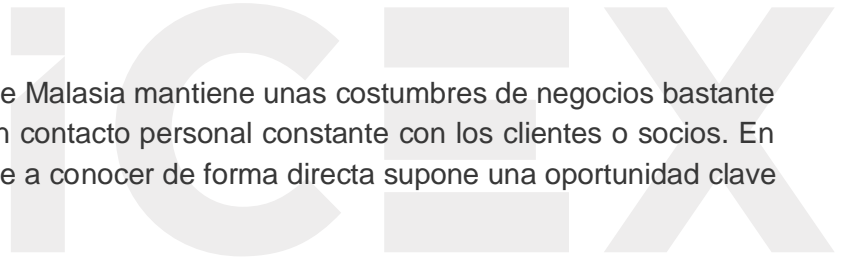 iCEX
e Malasia mantiene unas costumbres de negocios bastante
n contacto personal constante con los clientes o socios. En
e a conocer de forma directa supone una oportunidad clave